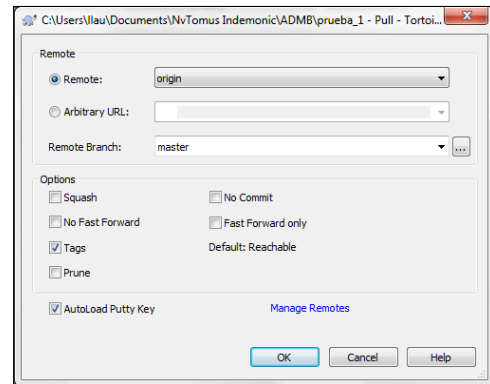 C:\Users\llau\Documents\NvTomus Indemonic\ADMB\prueba_1 - Pull - Tortoi...
Remote
Remote:
origin
Arbitrary URL:
Remote Branch:
master
...
Options
Squash
No Commit
No Fast Forward
Fast Forward only
Tags
Default: Reachable
Prune
AutoLoad Putty Key
Manage Remotes
OK
Cancel
Help